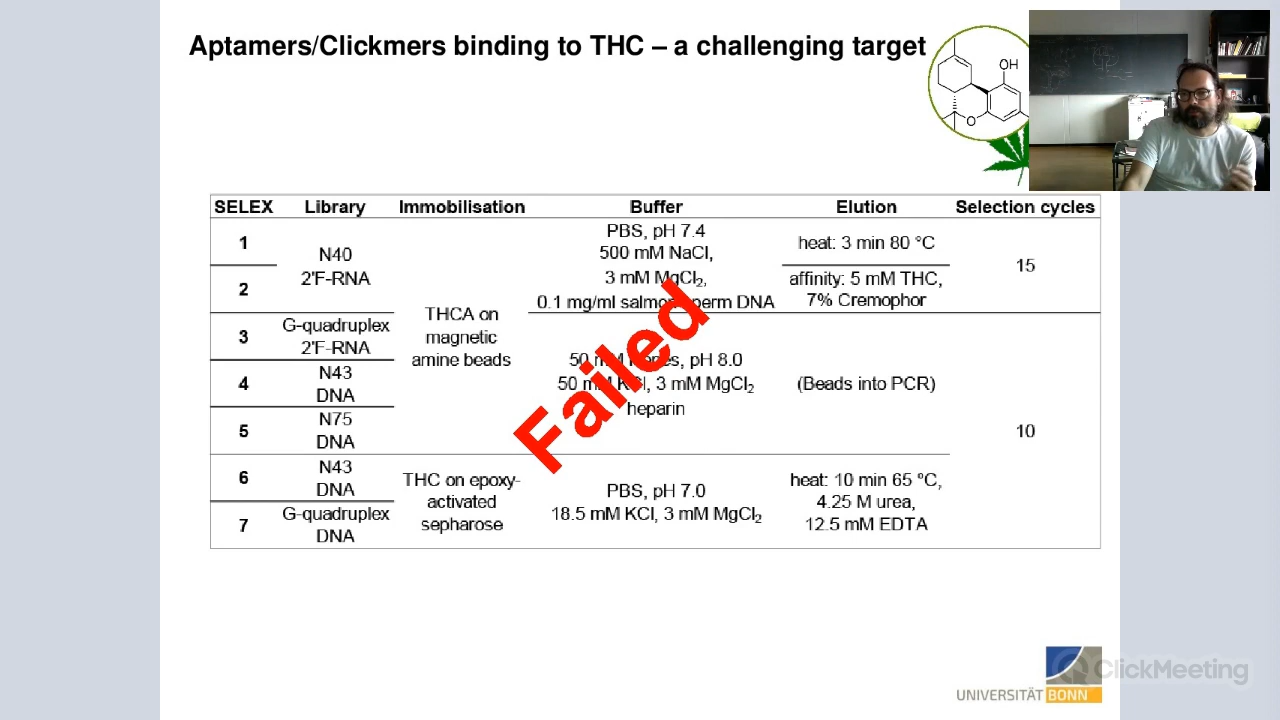 Aptamers/Clickmers binding to THC – a challenging target
OH
O
SELEX Library Immobilisation Buffer Elution Selection cycles
1
N40
2'F-RNA
2
THCA on
magnetic
amine beads
PBS, pH 7.4
500 mM NaCl,
3 mM MgCl₂,
0.1 mg/ml salmon sperm DNA
heat: 3 min 80 °C
affinity: 5 mM THC,
7% Cremophor
15
3
G-quadruplex
2'F-RNA
4
N43
DNA
5
N75
DNA
50 mM Hepes, pH 8.0
50 mM KCl, 3 mM MgCl₂
heparin
(Beads into PCR)
10
6
N43
DNA
7
G-quadruplex
DNA
THC on epoxy-
activated
sepharose
PBS, pH 7.0
18.5 mM KCl, 3 mM MgCl₂
heat: 10 min 65 °C,
4.25 M urea,
12.5 mM EDTA
Failed
UNIVERSITÄT BONN
ClickMeeting